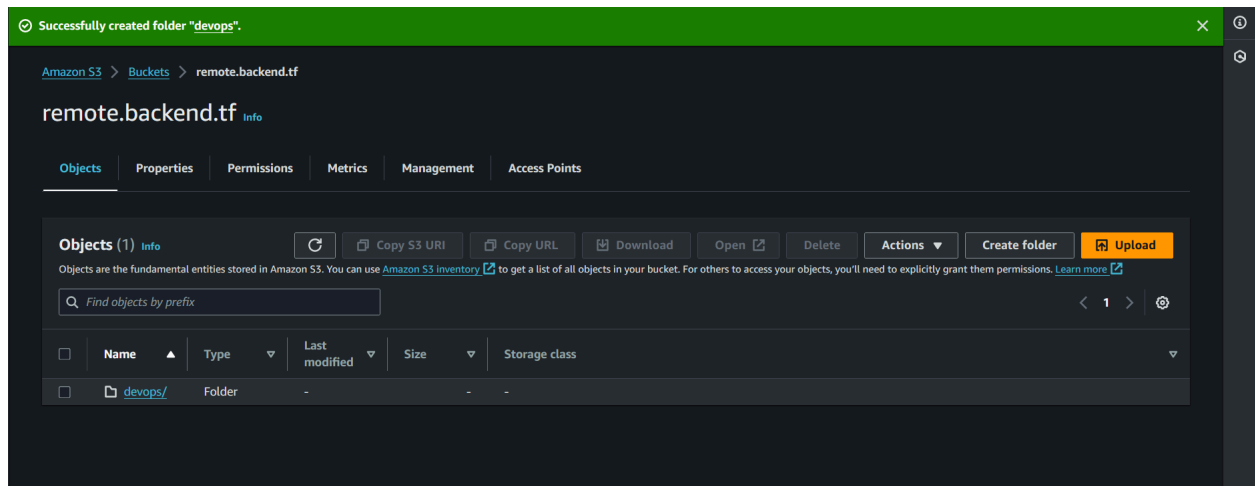 Successfully created folder "devops".
Amazon S3 > Buckets > remote.backend.tf
remote.backend.tf Info
Objects Properties Permissions Metrics Management Access Points
Objects (1) Info Copy S3 URI Copy URL Download Open Delete Actions Create folder Upload
Objects are the fundamental entities stored in Amazon S3. You can use Amazon S3 inventory to get a list of all objects in your bucket. For others to access your objects, you'll need to explicitly grant them permissions. Learn more
Find objects by prefix
< 1 >
Name Type Last modified Size Storage class
devops/ Folder - - -